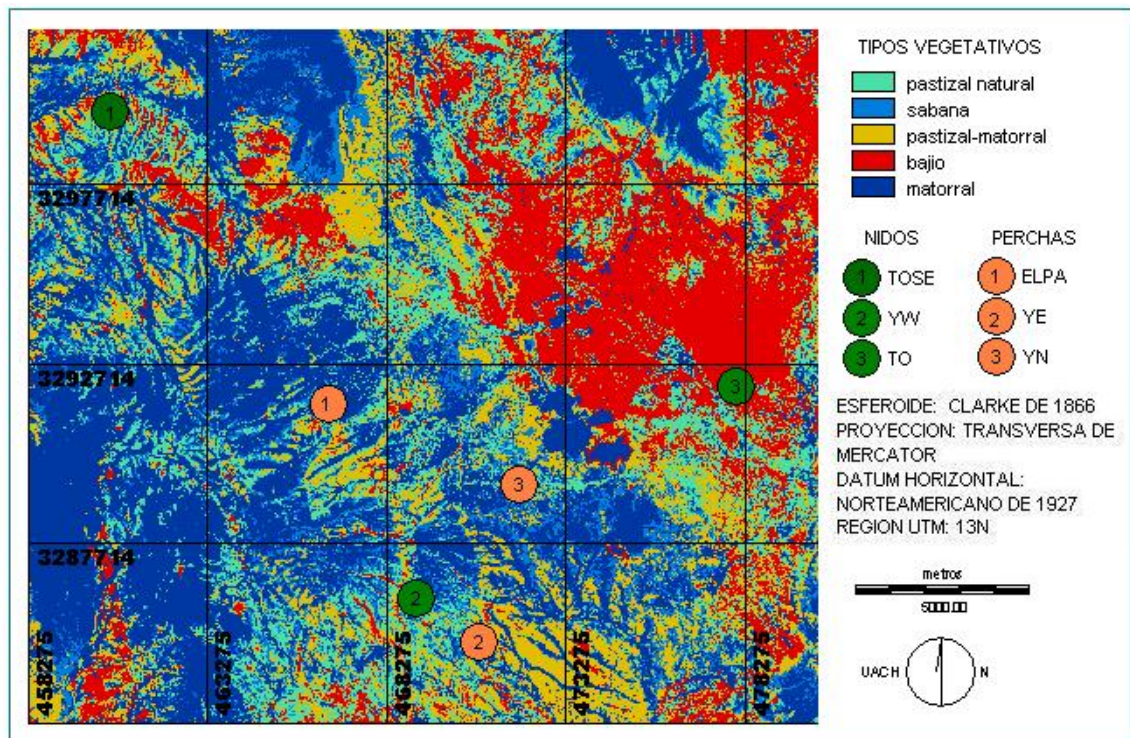 TIPOS VEGETATIVOS
pastizal natural
sabana
pastizal-matorral
bajio
matorral
NIDOS
1 TOSE
2 YW
3 TO
PERCHAS
1 ELPA
2 YE
3 YN
ESFEROIDE: CLARKE DE 1866
PROYECCION: TRANSVERSA DE
MERCATOR
DATUM HORIZONTAL:
NORTEAMERICANO DE 1927
REGION UTM: 13N
metros
5000.00
UACH N
1
3297714
3292714
3
1
3
3287714
2
2
458275
463275
468275
473275
478275